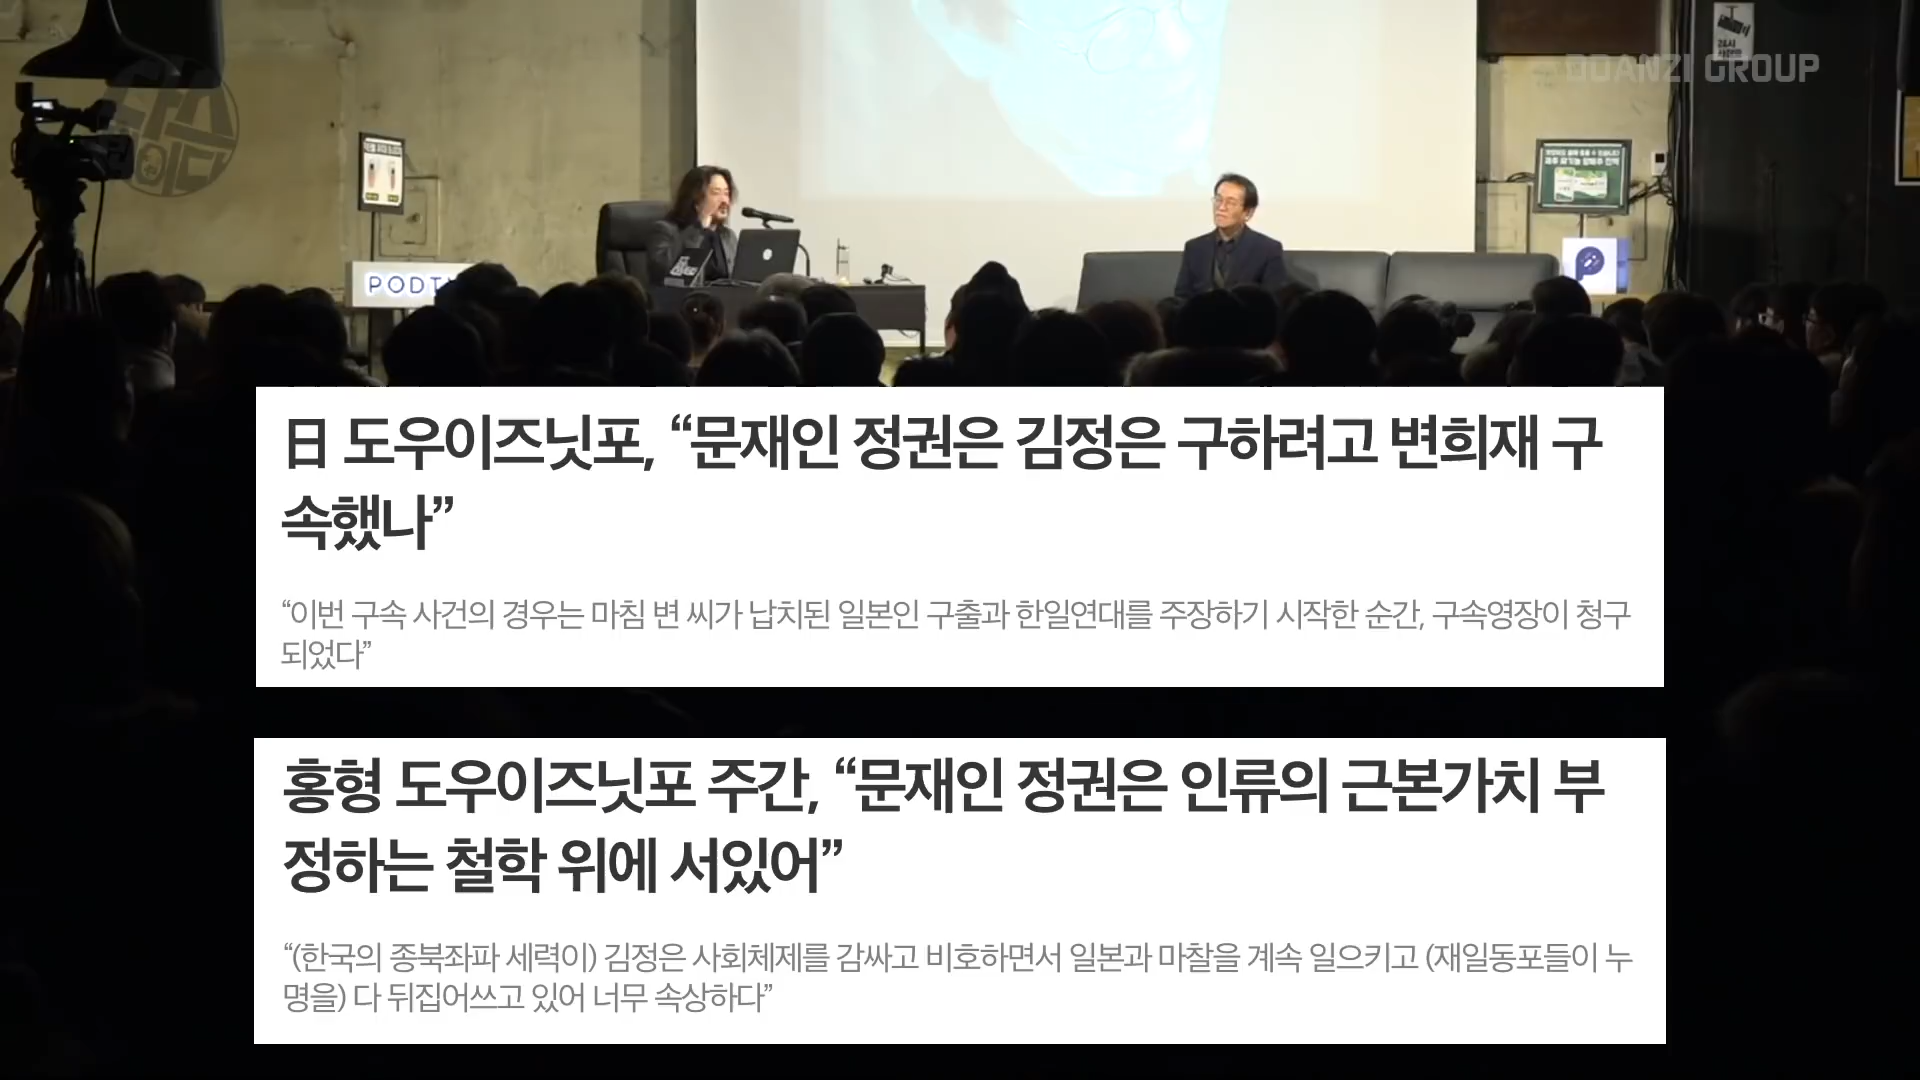 DDANZI GROUP
다스
이다
PODT
日 도우이즈닛포, “문재인 정권은 김정은 구하려고 변희재 구
속했나”
“이번 구속 사건의 경우는 마침 변 씨가 납치된 일본인 구출과 한일연대를 주장하기 시작한 순간, 구속영장이 청구
되었다”
홍형 도우이즈닛포 주간, “문재인 정권은 인류의 근본가치 부
정하는 철학 위에 서있어”
“(한국의 종북좌파 세력이) 김정은 사회체제를 감싸고 비호하면서 일본과 마찰을 계속 일으키고 (재일동포들이 누
명을) 다 뒤집어쓰고 있어 너무 속상하다”